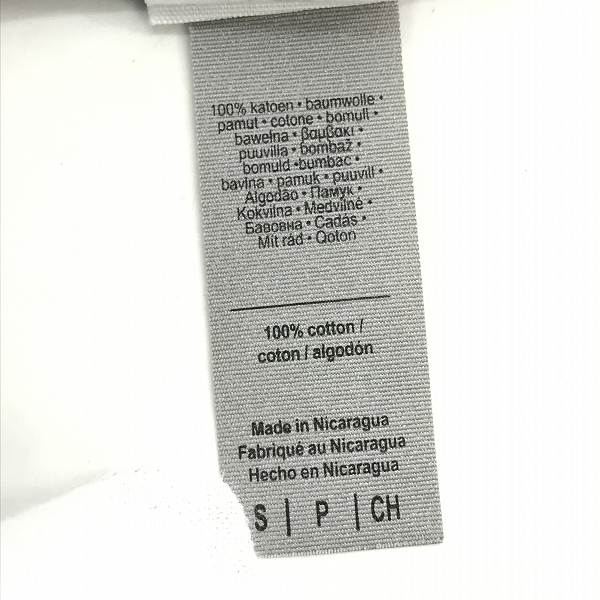 100% katoen • baumwolle •
pamut • cotone • bomull •
bawełna • βαμβακι •
puuvilla • bombaž •
bomuld •bumbac •
bavlna • pamuk • puuvill •
Algodão • Памук •
Kokvilna • Medvilnė •
Бавовна • Cadás •
Mit rád • Qoton
100% cotton /
coton / algodón
Made in Nicaragua
Fabriqué au Nicaragua
Hecho en Nicaragua
S | P | CH